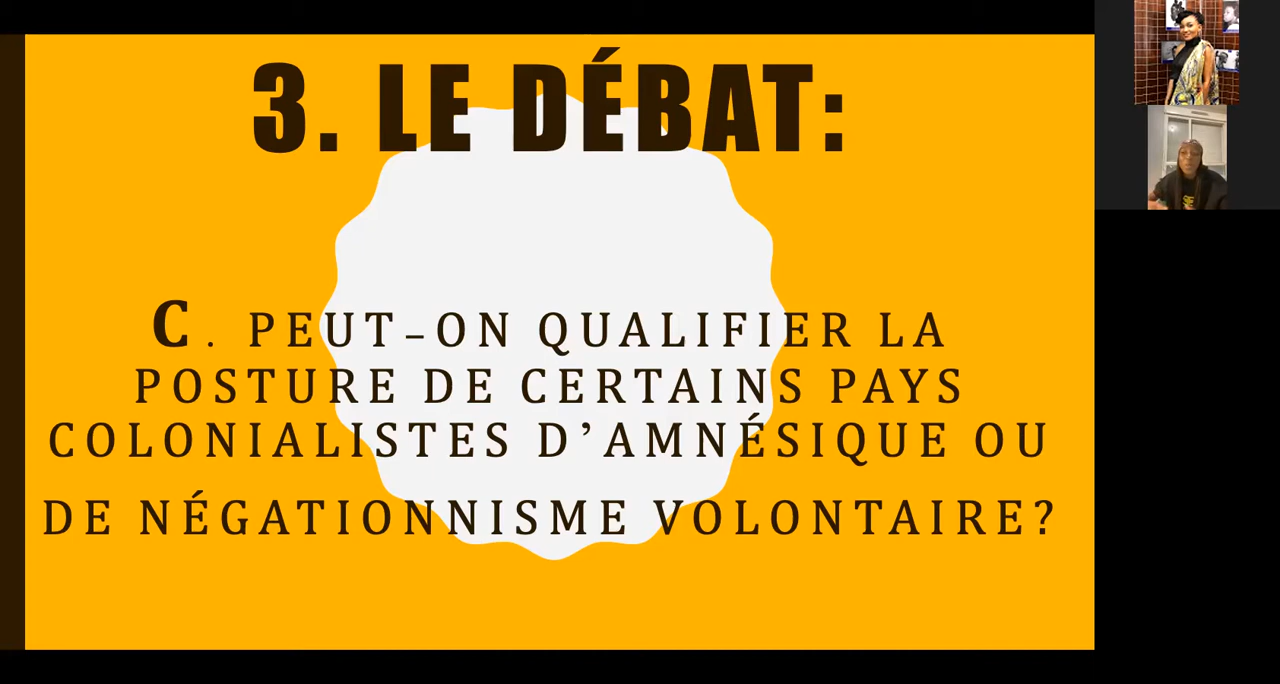 3. LE DÉBAT:
C. PEUT-ON QUALIFIER LA
POSTURE DE CERTAINS PAYS
COLONIALISTES D’AMNÉSIQUE OU
DE NÉGATIONNISME VOLONTAIRE?